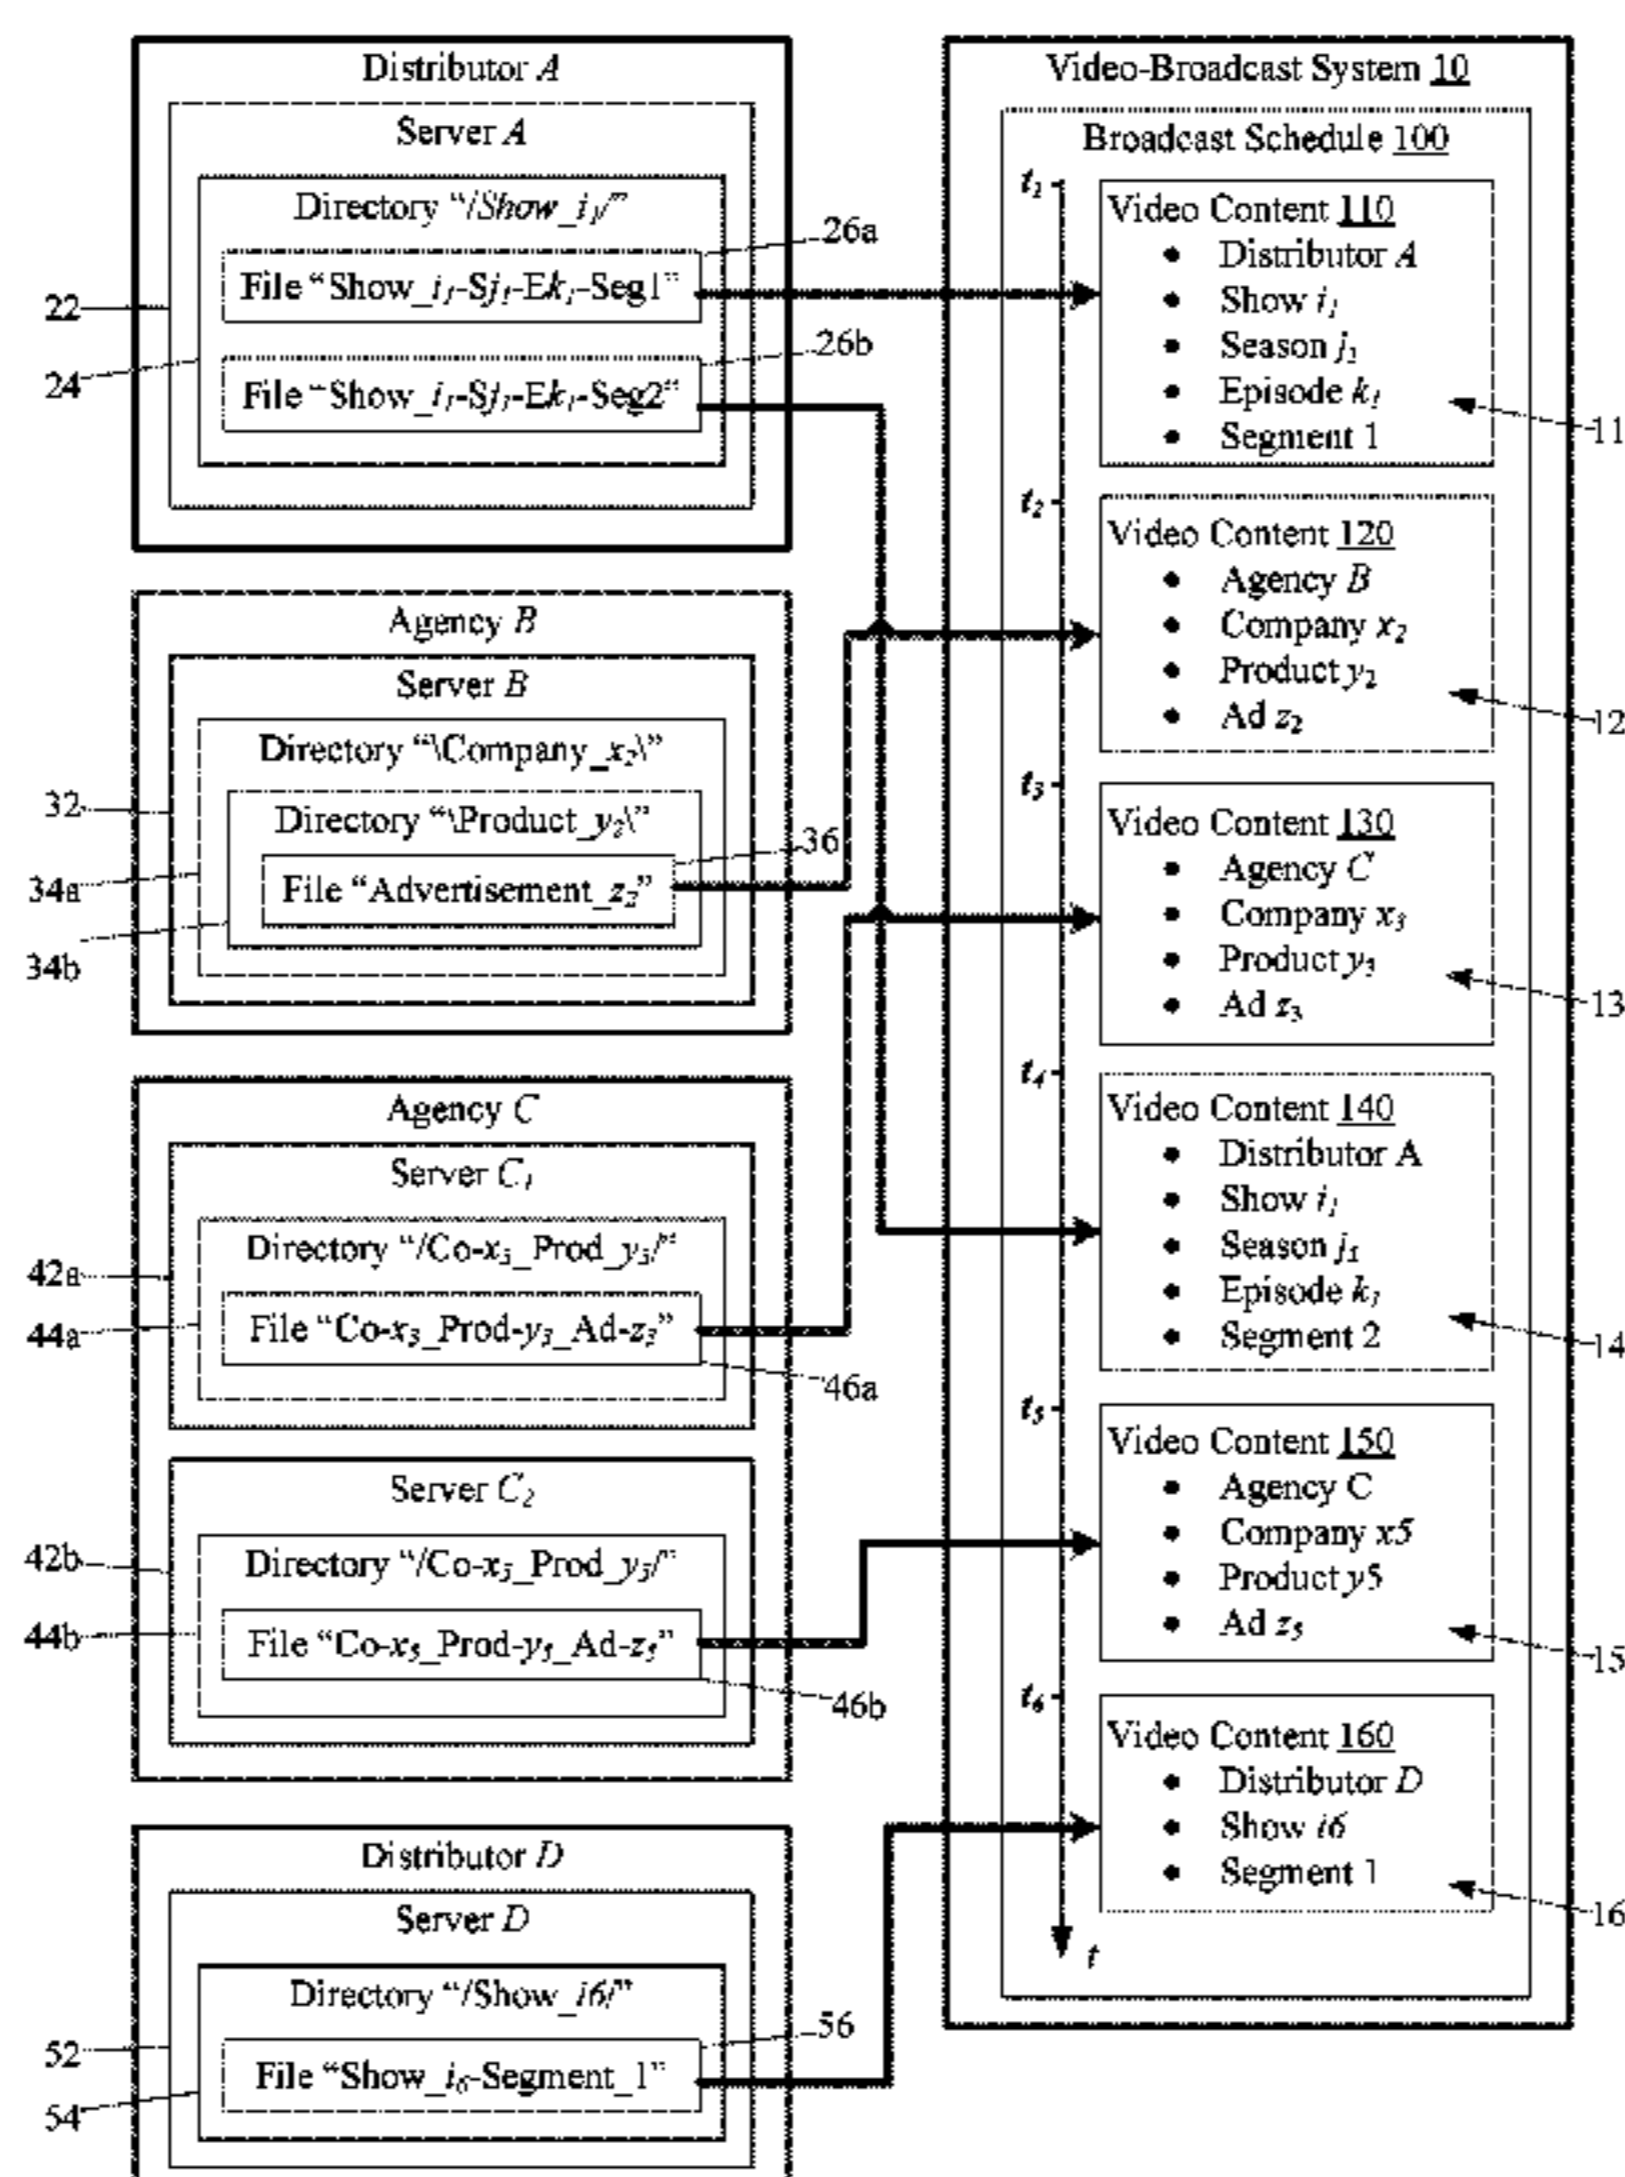 Distributor A
Server A
Directory “/Show_i₁/”
26a
File “Show_i₁-Sj₁-Ek₁-Seg1”
22
26b
24
File “Show_i₁-Sj₁-Ek₁-Seg2”
Agency B
Server B
Directory “\Company_x₂\”
32
Directory “\Product_y₂\”
36
34a
File “Advertisement_z₂”
34b
Agency C
Server C₁
Directory “/Co-x₃_Prod_y₃/”
42a
File “Co-x₃_Prod-y₃_Ad-z₃”
44a
46a
Server C₂
42b
Directory “/Co-x₅_Prod_y₅/”
44b
File “Co-x₅_Prod-y₅_Ad-z₅”
46b
Distributor D
Server D
Directory “/Show_i6/”
56
52
File “Show_i₆-Segment_1”
54
Video-Broadcast System 10
Broadcast Schedule 100
t₁
Video Content 110
• Distributor A
• Show i₁
• Season j₁
• Episode k₁
• Segment 1
11
t₂
Video Content 120
• Agency B
• Company x₂
• Product y₂
• Ad z₂
12
t₃
Video Content 130
• Agency C
• Company x₃
• Product y₃
• Ad z₃
13
t₄
Video Content 140
• Distributor A
• Show i₁
• Season j₁
• Episode k₁
• Segment 2
14
t₅
Video Content 150
• Agency C
• Company x5
• Product y5
• Ad z₅
15
t₆
Video Content 160
• Distributor D
• Show i6
• Segment 1
16
t